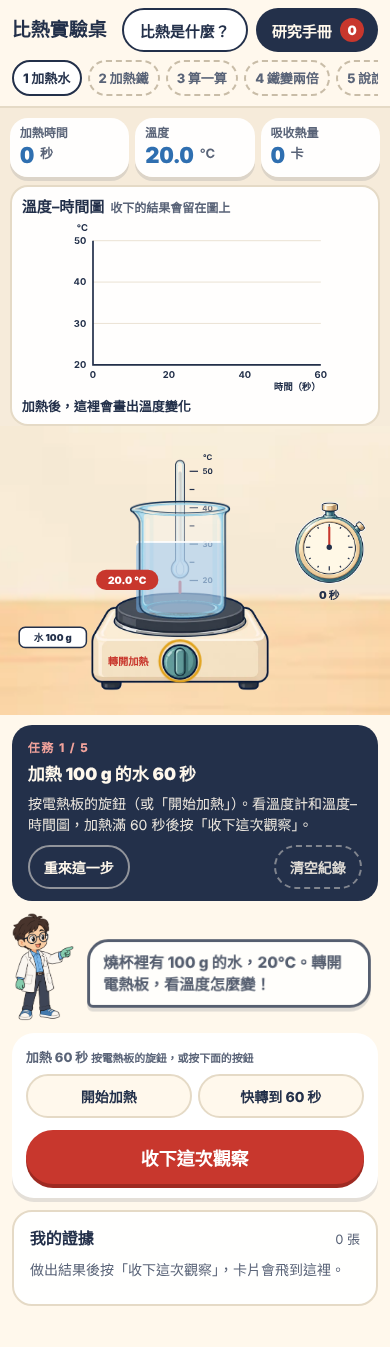 比熱實驗桌
比熱是什麼？
研究手冊 0
1 加熱水
2 加熱鐵
3 算一算
4 鐵變兩倍
5 說
加熱時間
0 秒
溫度
20.0 °C
吸收熱量
0 卡
溫度–時間圖 收下的結果會留在圖上
°C
50
40
30
20
0 20 40 60
時間（秒）
加熱後，這裡會畫出溫度變化
°C
50
40
30
20
20.0 °C
0 秒
水 100 g
轉開加熱
任務 1 / 5
加熱 100 g 的水 60 秒
按電熱板的旋鈕（或「開始加熱」）。看溫度計和溫度–
時間圖，加熱滿 60 秒後按「收下這次觀察」。
重來這一步
清空紀錄
燒杯裡有 100 g 的水，20°C。轉開
電熱板，看溫度怎麼變！
加熱 60 秒 按電熱板的旋鈕，或按下面的按鈕
開始加熱
快轉到 60 秒
收下這次觀察
我的證據
0 張
做出結果後按「收下這次觀察」，卡片會飛到這裡。